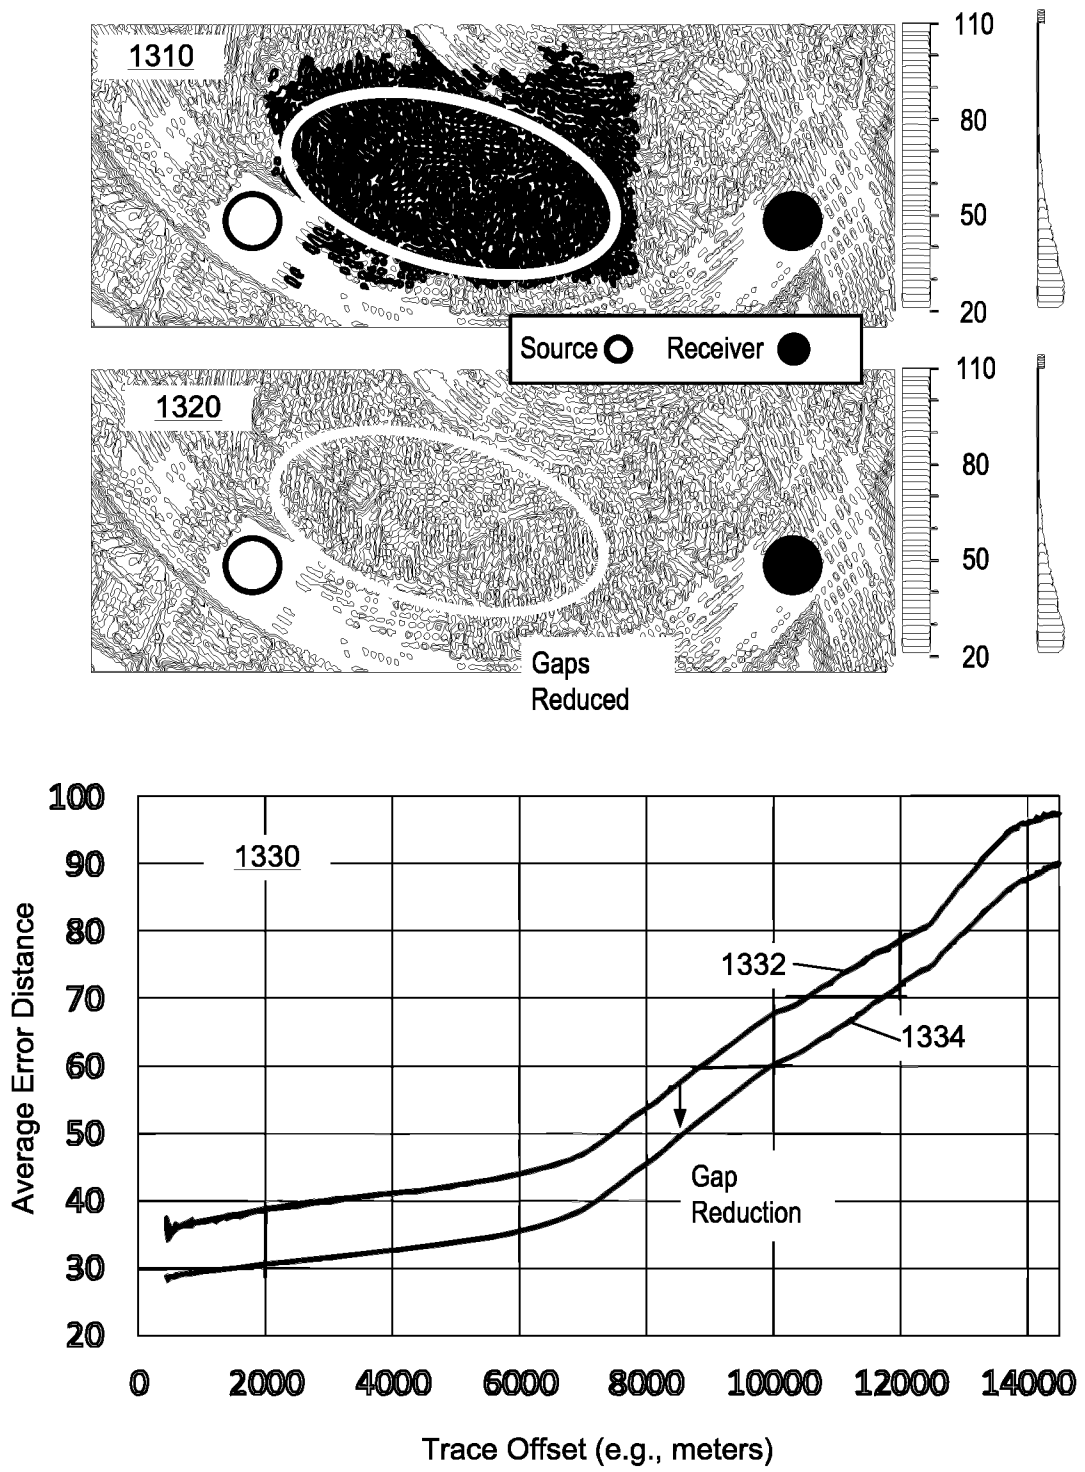 1310
110
80
50
20
Source Receiver
1320
110
80
50
20
Gaps
Reduced
100
90
80
70
60
50
40
30
20
Average Error Distance
1330
1332
1334
Gap
Reduction
0 2000 4000 6000 8000 10000 12000 14000
Trace Offset (e.g., meters)